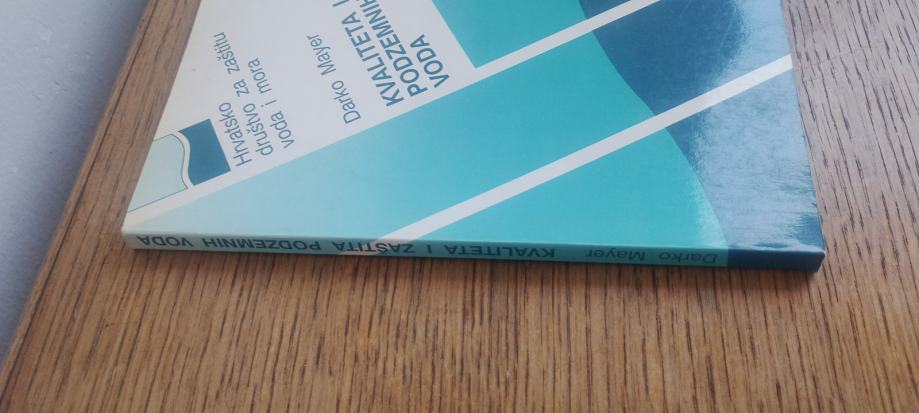 Hrvatsko
društvo za zaštitu
voda i mora
Darko Mayer
KVALITETA I
PODZEMNIH
VODA
Darko Mayer KVALITETA I ZAŠTITA PODZEMNIH VODA